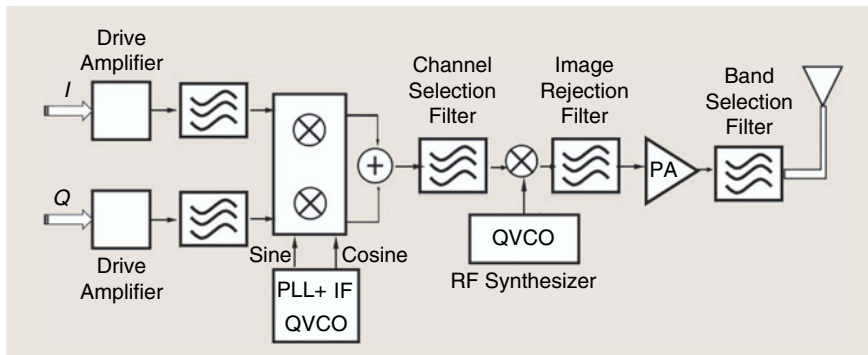 Drive
Amplifier
I
Q
Drive
Amplifier
Sine
Cosine
PLL+ IF
QVCO
Channel
Selection
Filter
QVCO
RF Synthesizer
Image
Rejection
Filter
PA
Band
Selection
Filter